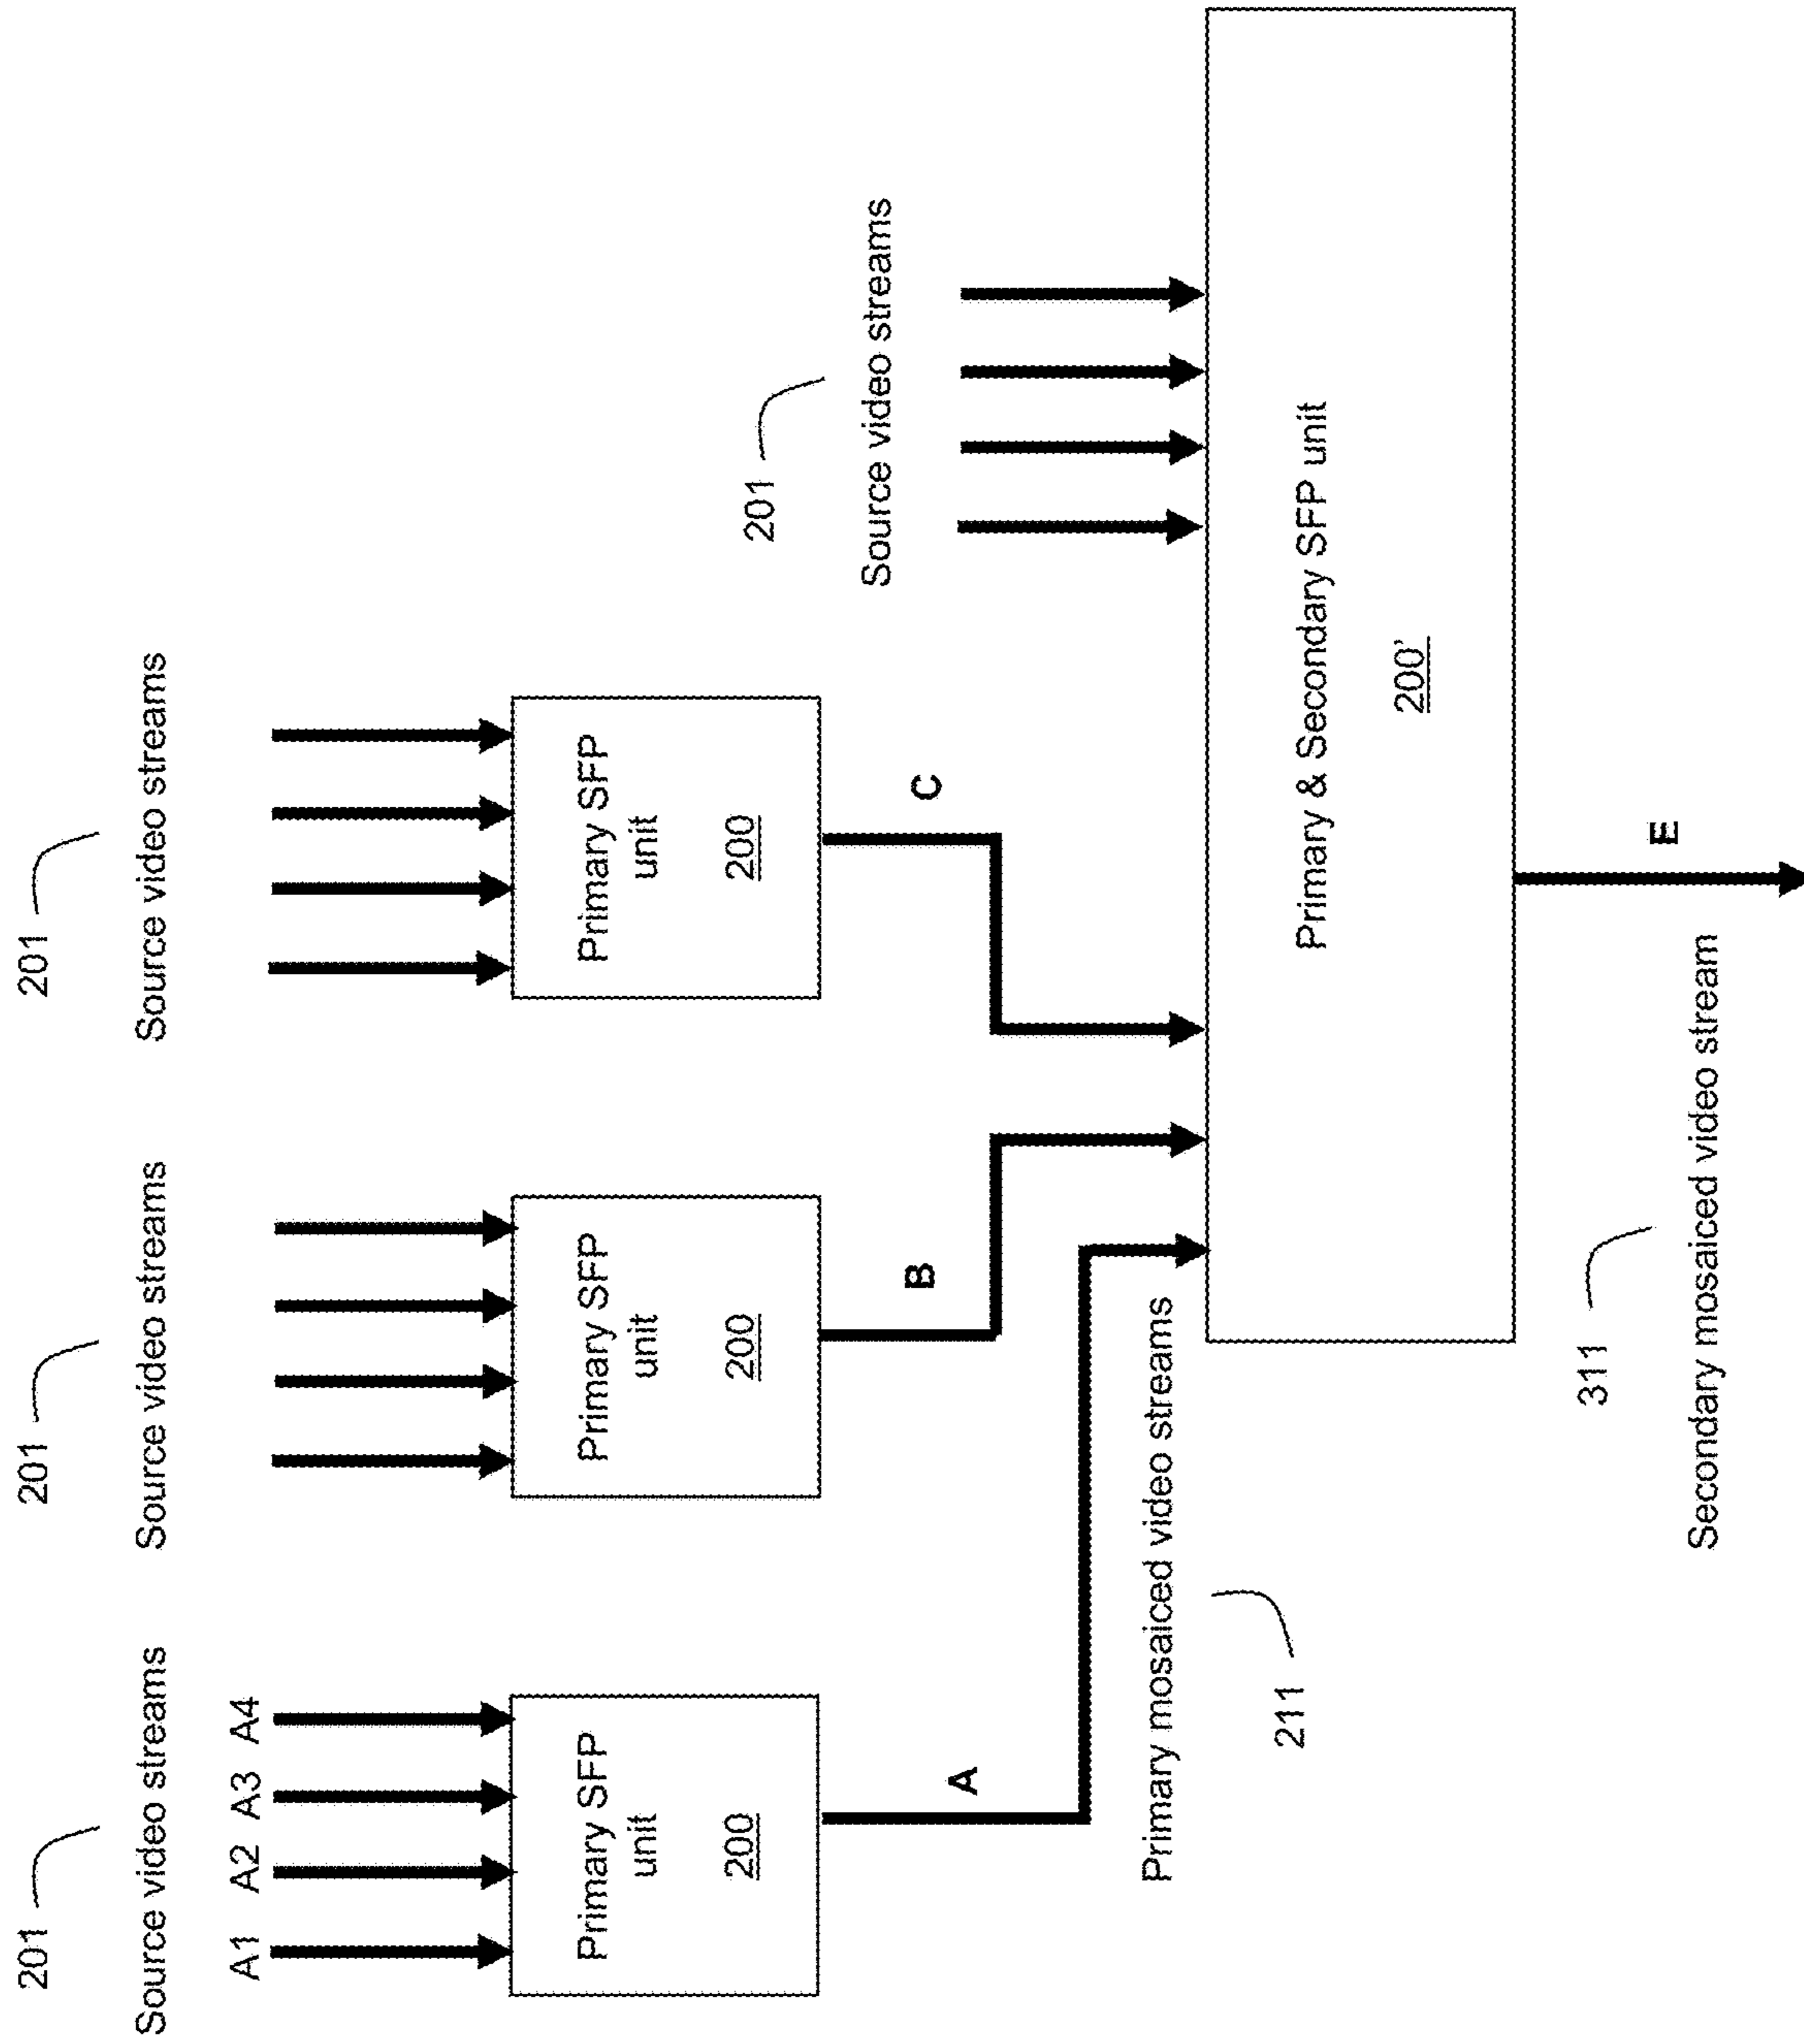 201
Source video streams
A1 A2 A3 A4
Primary SFP
unit
200
A
201
Source video streams
Primary SFP
unit
200
B
201
Source video streams
Primary SFP
unit
200
C
201
Source video streams
Primary mosaiced video streams
211
Primary & Secondary SFP unit
200'
311
Secondary mosaiced video stream
E